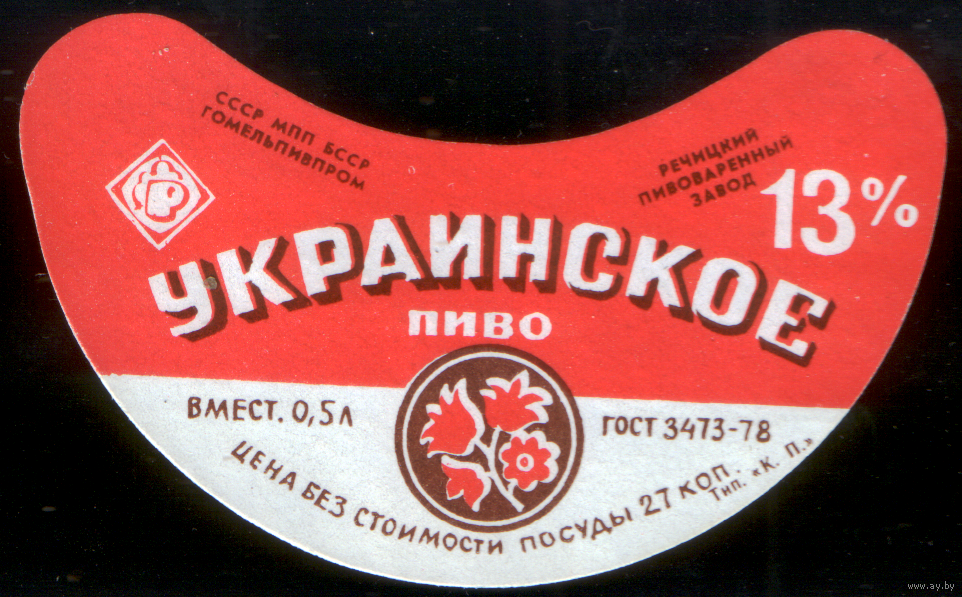 СССР МПП БССР
ГОМЕЛЬПИВПРОМ
РЕЧИЦКИЙ
ПИВОВАРЕННЫЙ
ЗАВОД
13%
УКРАИНСКОЕ
ПИВО
ВМЕСТ. 0,5 Л
ГОСТ 3473-78
ЦЕНА БЕЗ СТОИМОСТИ ПОСУДЫ 27 КОП.
Тип. «К. П.»
www.ay.by